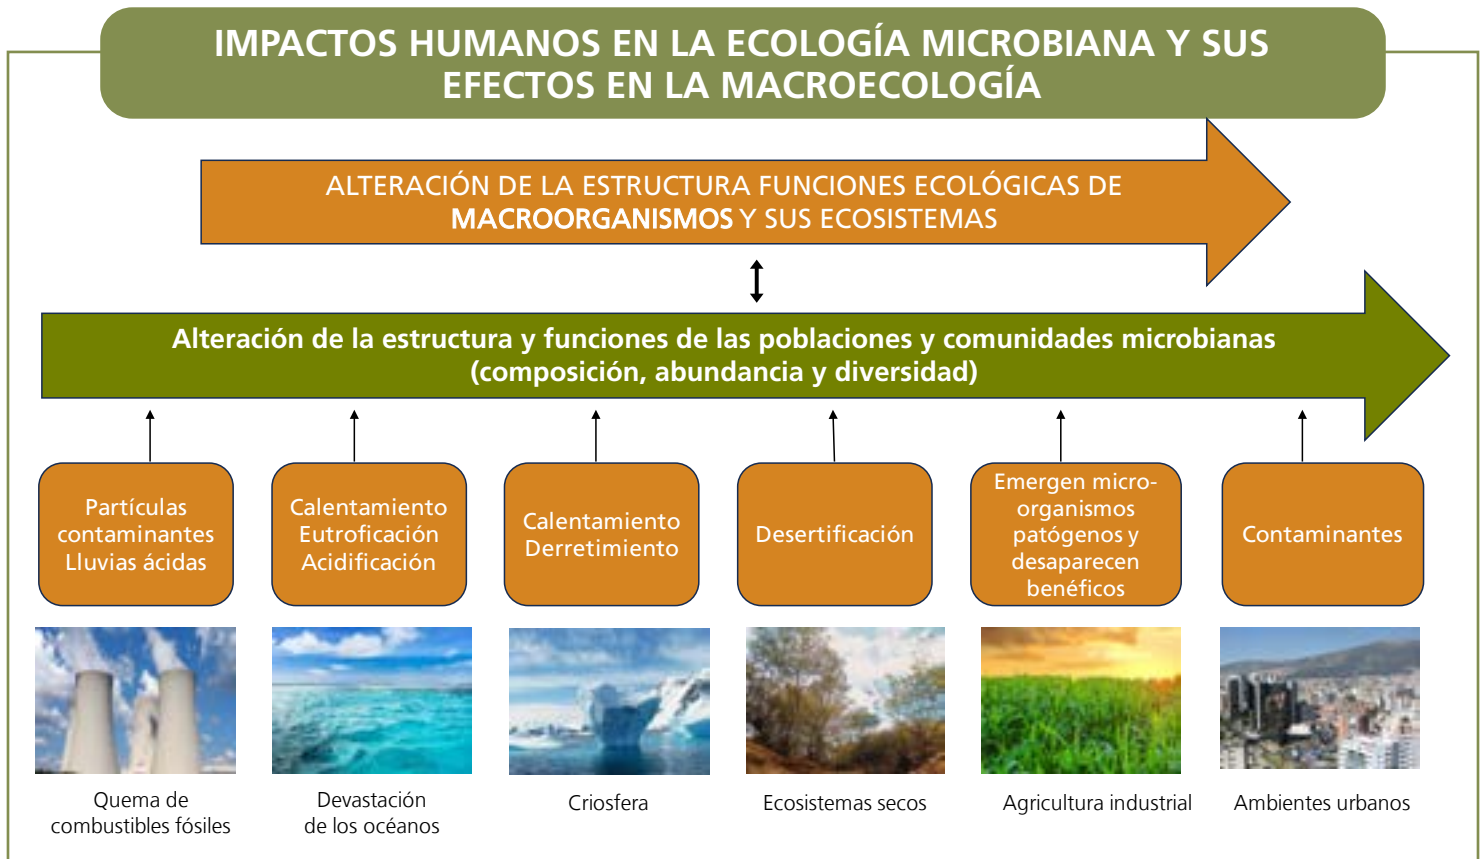 IMPACTOS HUMANOS EN LA ECOLOGÍA MICROBIANA Y SUS
EFECTOS EN LA MACROECOLOGÍA
ALTERACIÓN DE LA ESTRUCTURA FUNCIONES ECOLÓGICAS DE
MACROORGANISMOS Y SUS ECOSISTEMAS
Alteración de la estructura y funciones de las poblaciones y comunidades microbianas
(composición, abundancia y diversidad)
Partículas
contaminantes
Lluvias ácidas
Calentamiento
Eutroficación
Acidificación
Calentamiento
Derretimiento
Desertificación
Emergen micro-
organismos
patógenos y
desaparecen
benéficos
Contaminantes
Quema de
combustibles fósiles
Devastación
de los océanos
Criosfera
Ecosistemas secos
Agricultura industrial
Ambientes urbanos